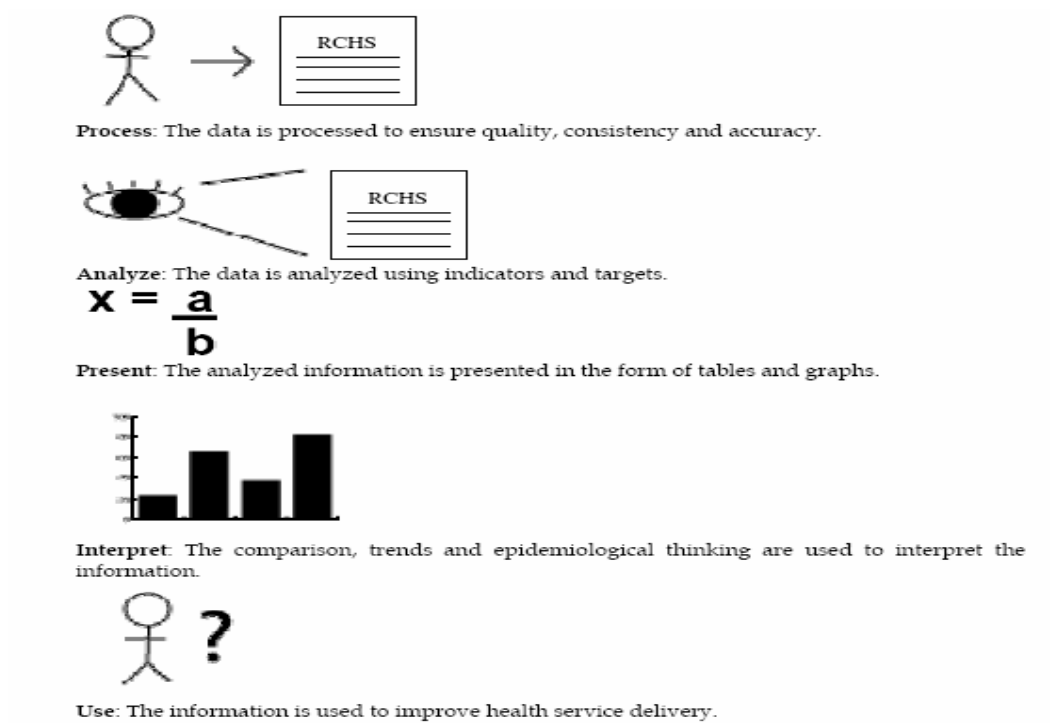 RCHS
Process: The data is processed to ensure quality, consistency and accuracy.
RCHS
Analyze: The data is analyzed using indicators and targets.
x = a
b
Present: The analyzed information is presented in the form of tables and graphs.
Interpret: The comparison, trends and epidemiological thinking are used to interpret the
information.
?
Use: The information is used to improve health service delivery.